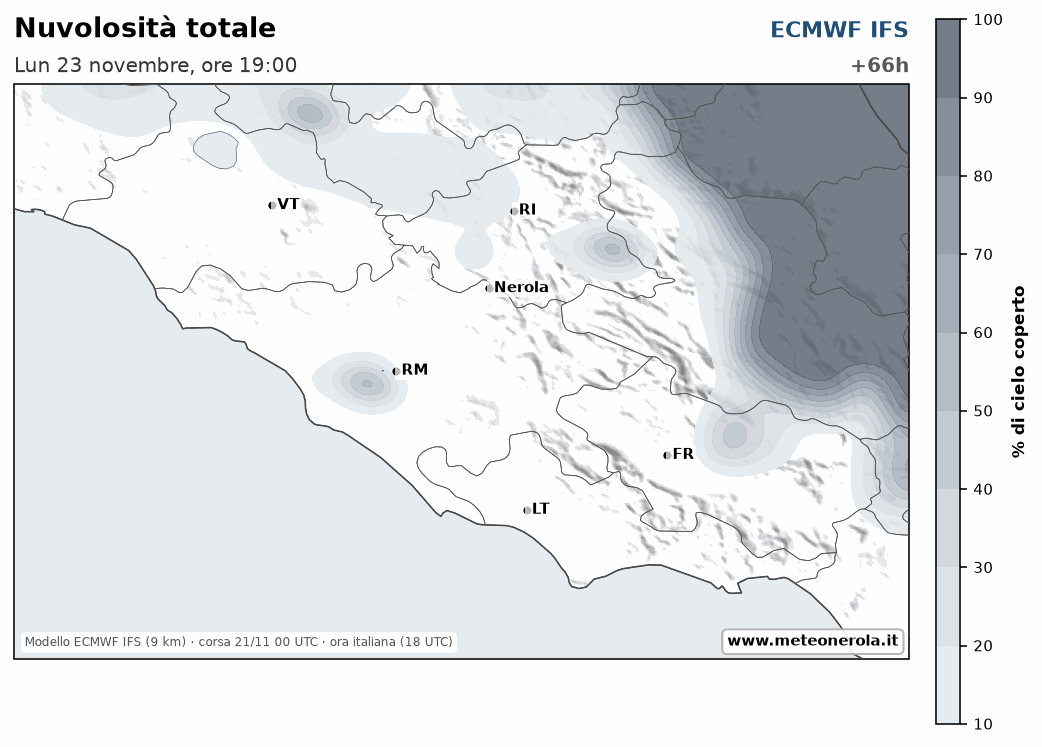 Nuvolosità totale
ECMWF IFS
Lun 23 novembre, ore 19:00
+66h
100
90
80
70
60
50
40
30
20
10
% di cielo coperto
VT
RI
Nerola
RM
FR
LT
Modello ECMWF IFS (9 km) · corsa 21/11 00 UTC · ora italiana (18 UTC)
www.meteonerola.it